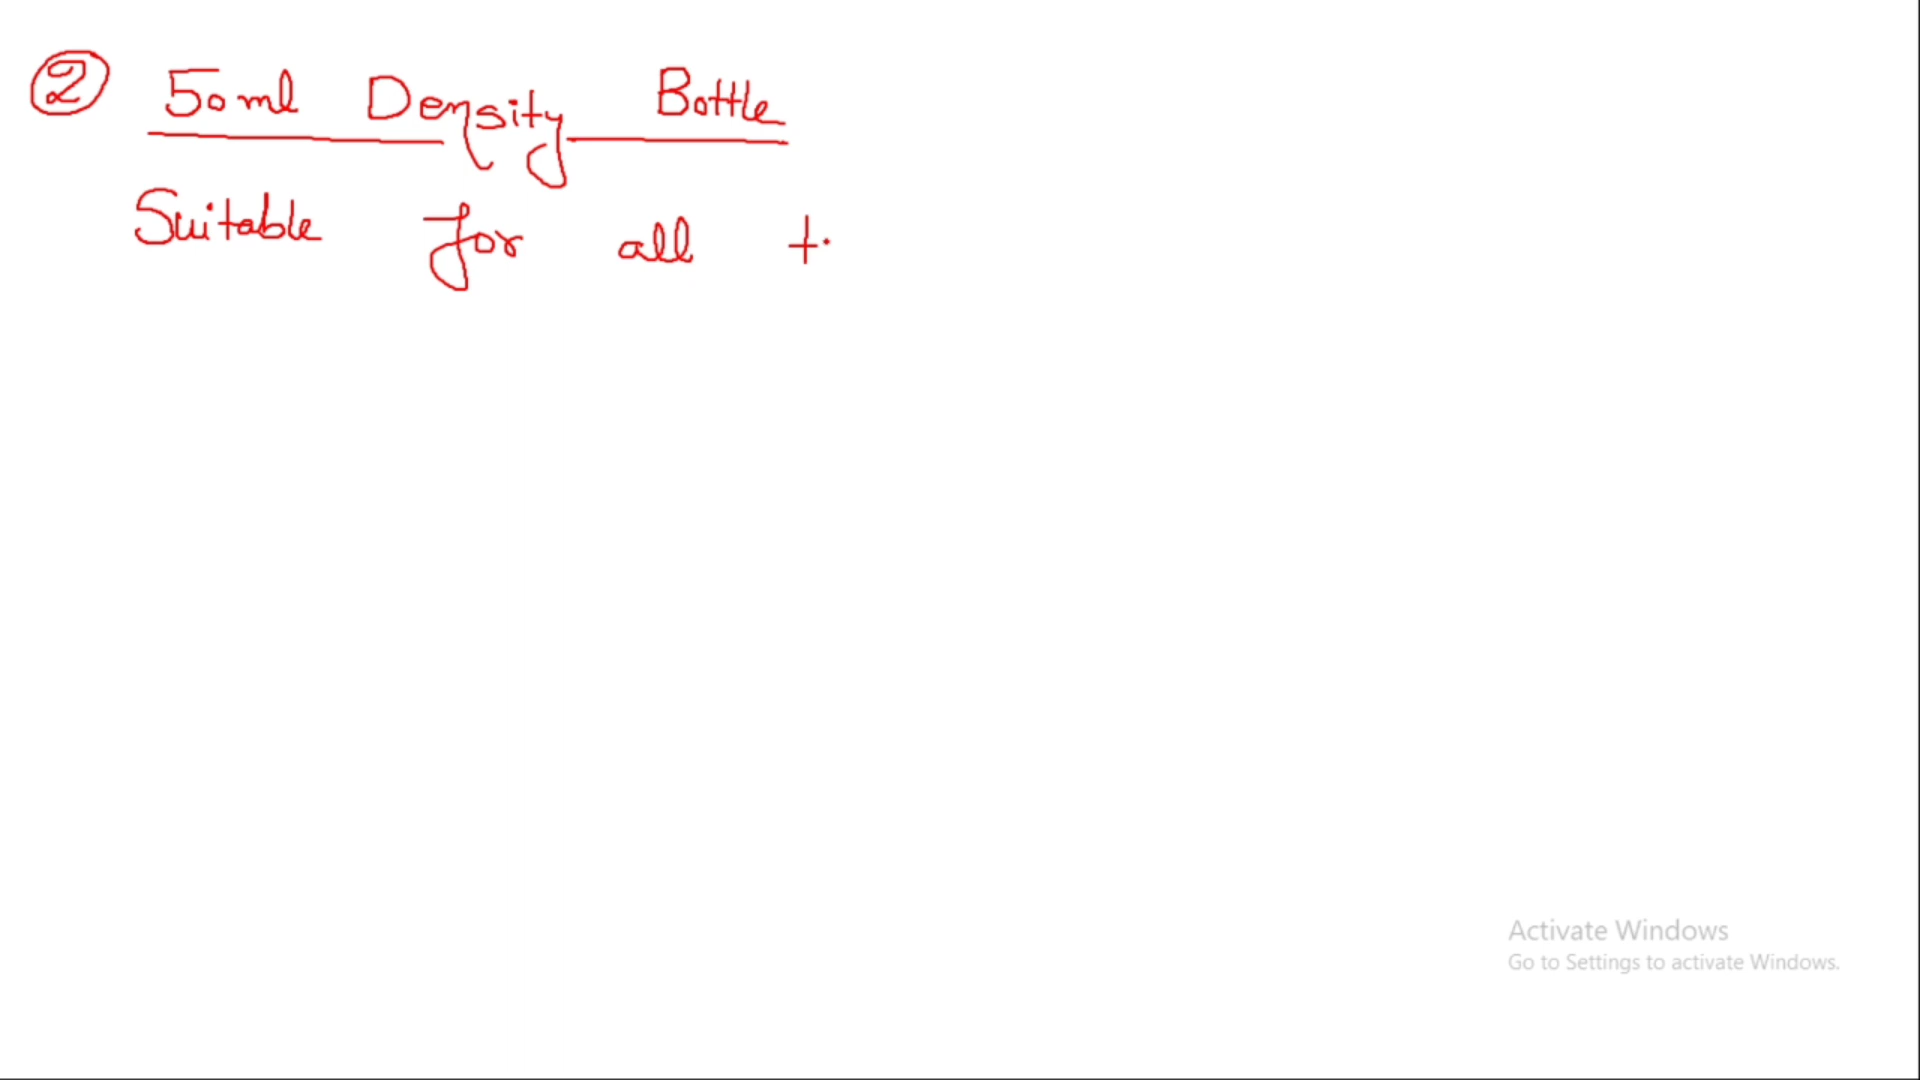 ② 50ml Density Bottle
Suitable for all t
Activate Windows
Go to Settings to activate Windows.